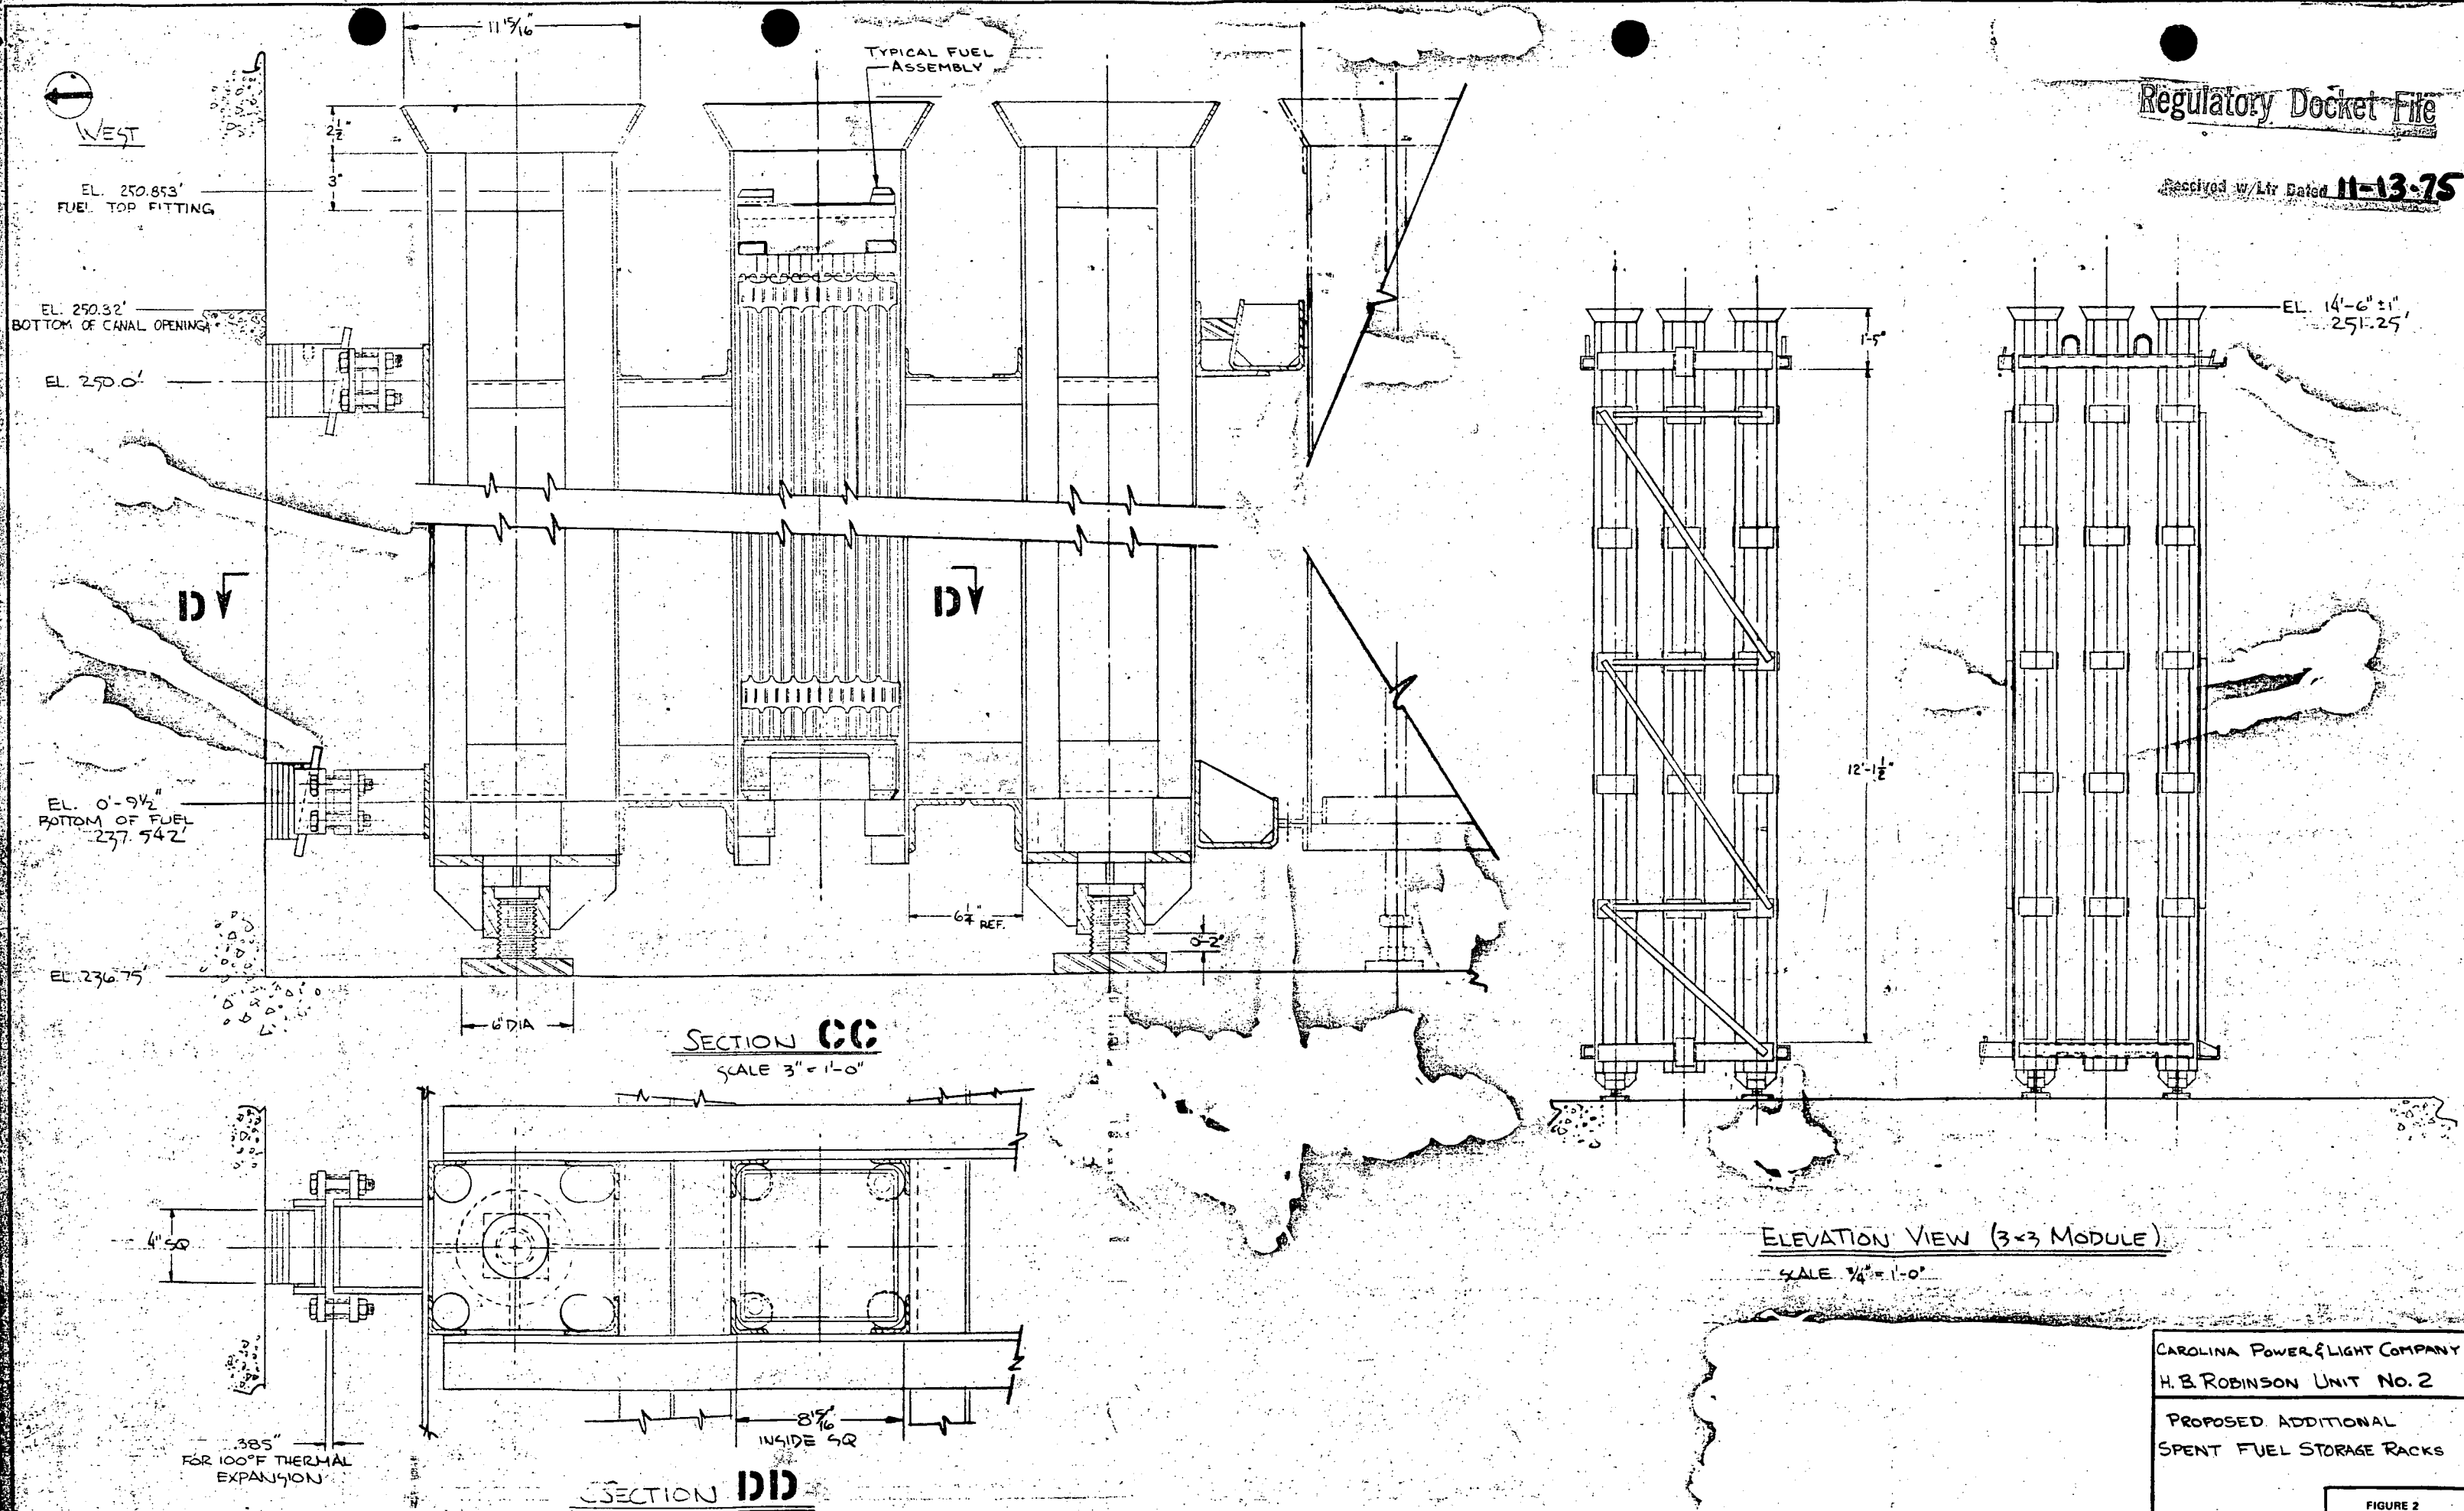 11 15/16"
TYPICAL FUEL
ASSEMBLY
Regulatory Docket File
Received w/Ltr Dated 11-13-75
WEST
2 1/2"
3"
EL. 250.853'
FUEL TOP FITTING
EL. 250.32'
BOTTOM OF CANAL OPENING
EL. 250.0'
EL. 14'-6" ±1"
251.25'
1'-5"
D
D
12'-1 1/2"
EL. 0'-9 1/2"
BOTTOM OF FUEL
237.542'
6 1/4" REF.
0'-2"
EL. 236.75'
6" DIA
SECTION CC
SCALE 3" = 1'-0"
4" SQ
ELEVATION VIEW (3×3 MODULE)
SCALE 3/4" = 1'-0"
8 15/16"
INSIDE SQ
.385"
FOR 100°F THERMAL
EXPANSION
SECTION DD
CAROLINA POWER & LIGHT COMPANY
H. B. ROBINSON UNIT NO. 2
PROPOSED ADDITIONAL
SPENT FUEL STORAGE RACKS
FIGURE 2